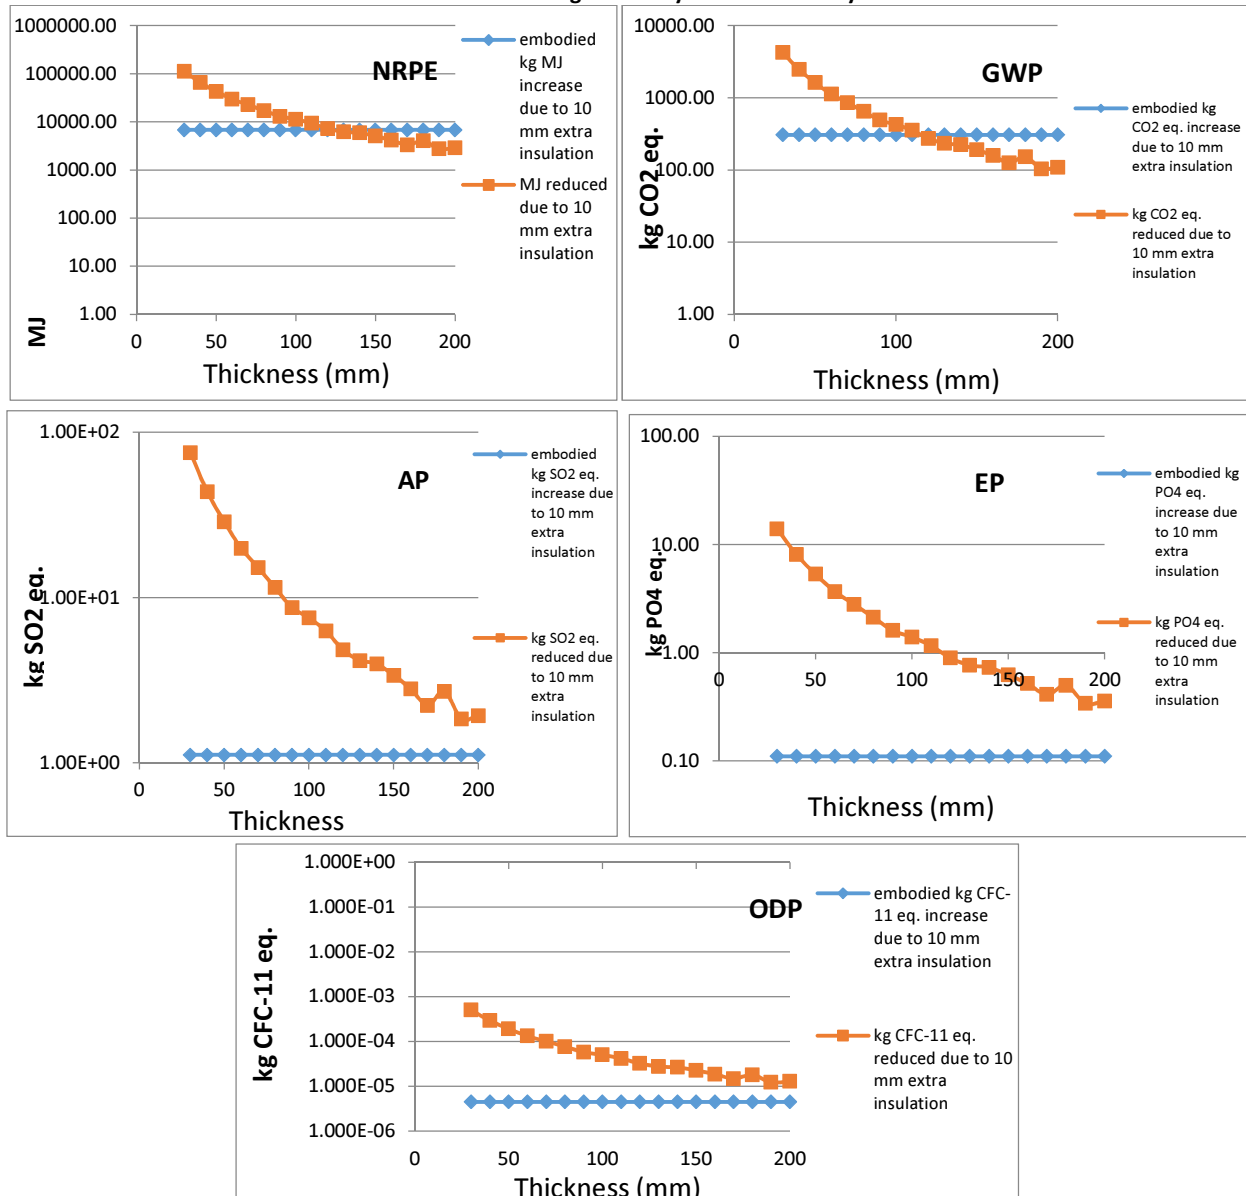 1000000.00
100000.00
10000.00
1000.00
100.00
10.00
1.00
MJ
0
50
100
150
200
Thickness (mm)
NRPE
embodied
kg MJ
increase
due to 10
mm extra
insulation
MJ reduced
due to 10
mm extra
insulation
10000.00
1000.00
100.00
10.00
1.00
kg CO2 eq.
0
50
100
150
200
Thickness (mm)
GWP
embodied kg
CO2 eq. increase
due to 10 mm
extra insulation
kg CO2 eq.
reduced due to
10 mm extra
insulation
1.00E+02
1.00E+01
1.00E+00
kg SO2 eq.
0
50
100
150
200
Thickness
AP
embodied
kg SO2 eq.
increase due
to 10 mm
extra
insulation
kg SO2 eq.
reduced due
to 10 mm
extra
insulation
100.00
10.00
1.00
0.10
kg PO4 eq.
0
50
100
150
200
Thickness (mm)
EP
embodied kg
PO4 eq.
increase due
to 10 mm
extra
insulation
kg PO4 eq.
reduced due
to 10 mm
extra
insulation
1.000E+00
1.000E-01
1.000E-02
1.000E-03
1.000E-04
1.000E-05
1.000E-06
kg CFC-11 eq.
0
50
100
150
200
Thickness (mm)
ODP
embodied kg CFC-
11 eq. increase
due to 10 mm
extra insulation
kg CFC-11 eq.
reduced due to 10
mm extra
insulation